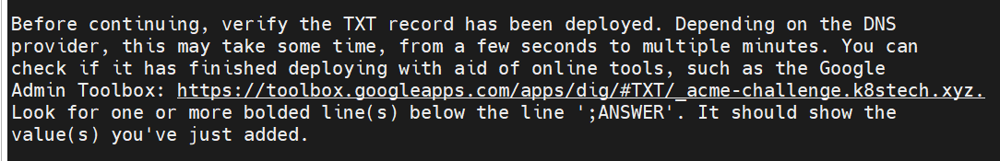 Before continuing, verify the TXT record has been deployed. Depending on the DNS
provider, this may take some time, from a few seconds to multiple minutes. You can
check if it has finished deploying with aid of online tools, such as the Google
Admin Toolbox: https://toolbox.googleapps.com/apps/dig/#TXT/_acme-challenge.k8stech.xyz.
Look for one or more bolded line(s) below the line ';ANSWER'. It should show the
value(s) you've just added.